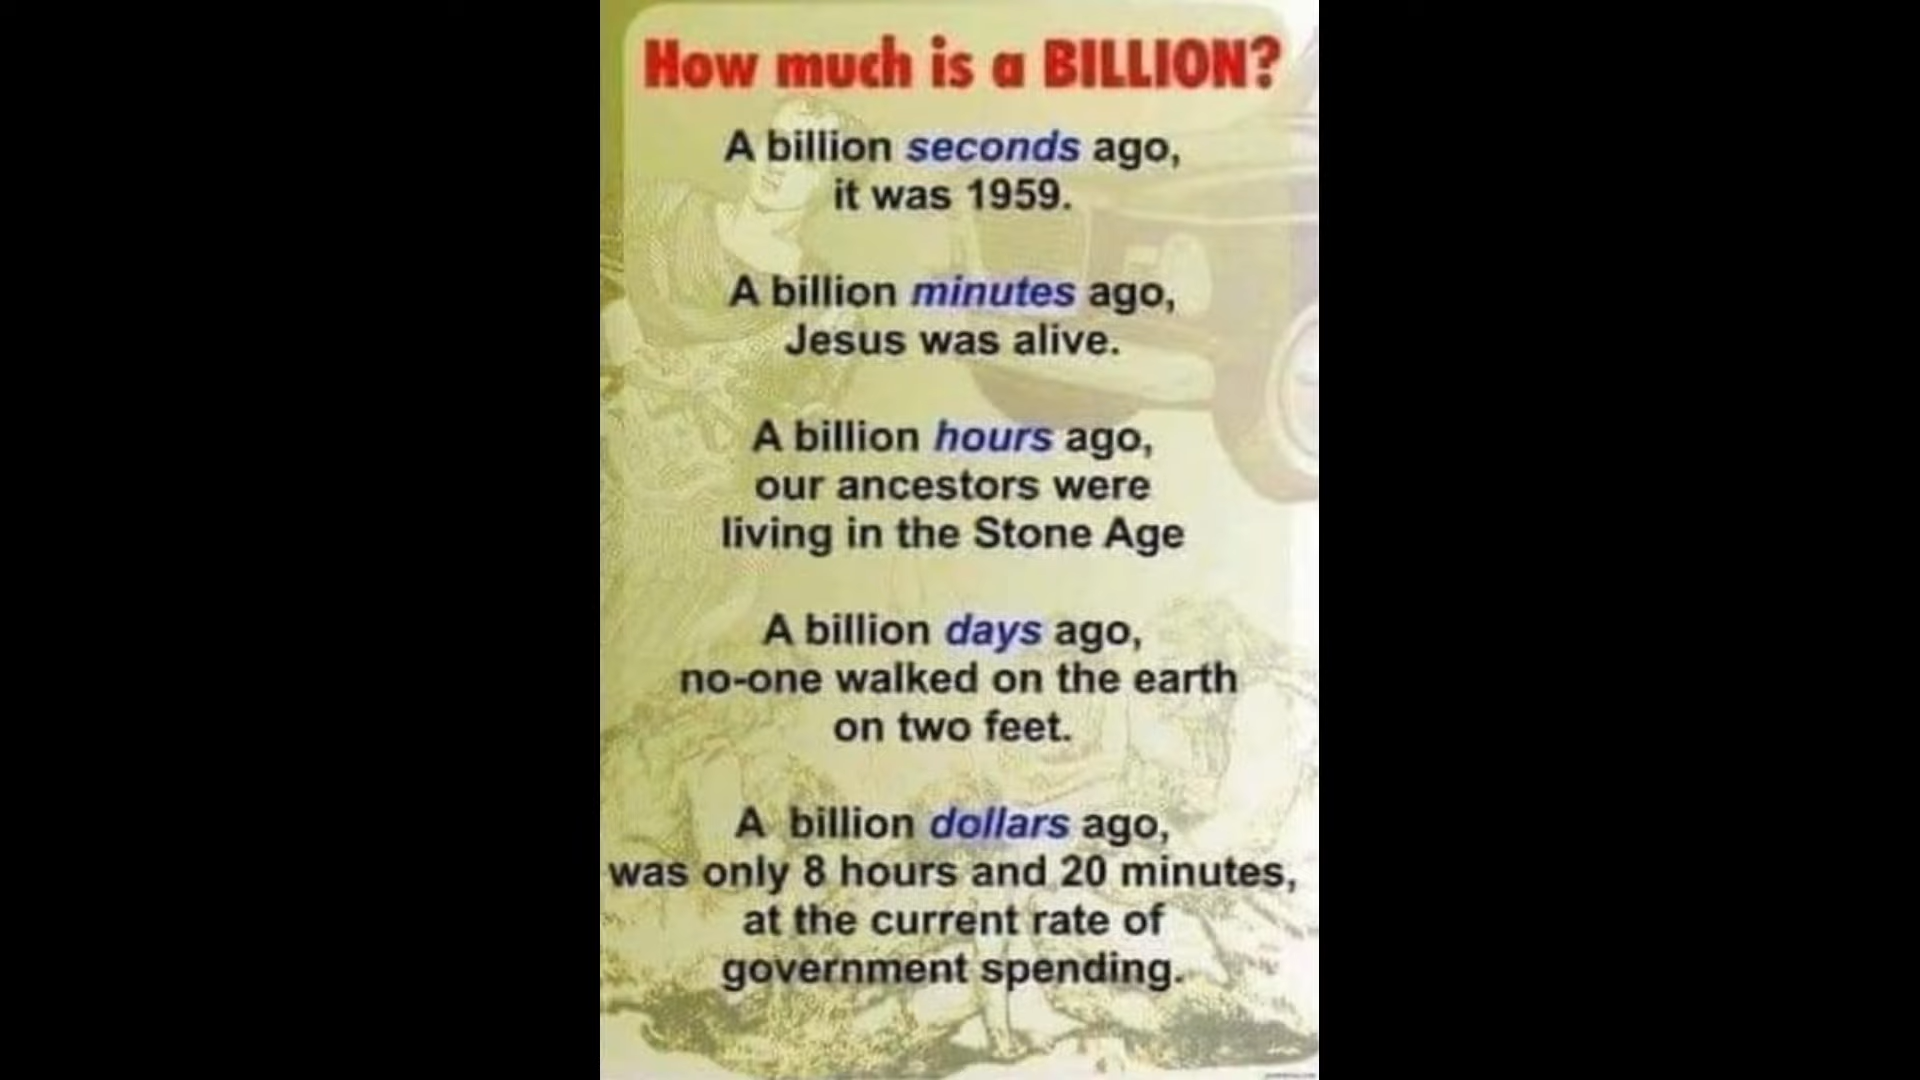 How much is a BILLION?
A billion seconds ago,
it was 1959.
A billion minutes ago,
Jesus was alive.
A billion hours ago,
our ancestors were
living in the Stone Age
A billion days ago,
no-one walked on the earth
on two feet.
A billion dollars ago,
was only 8 hours and 20 minutes,
at the current rate of
government spending.